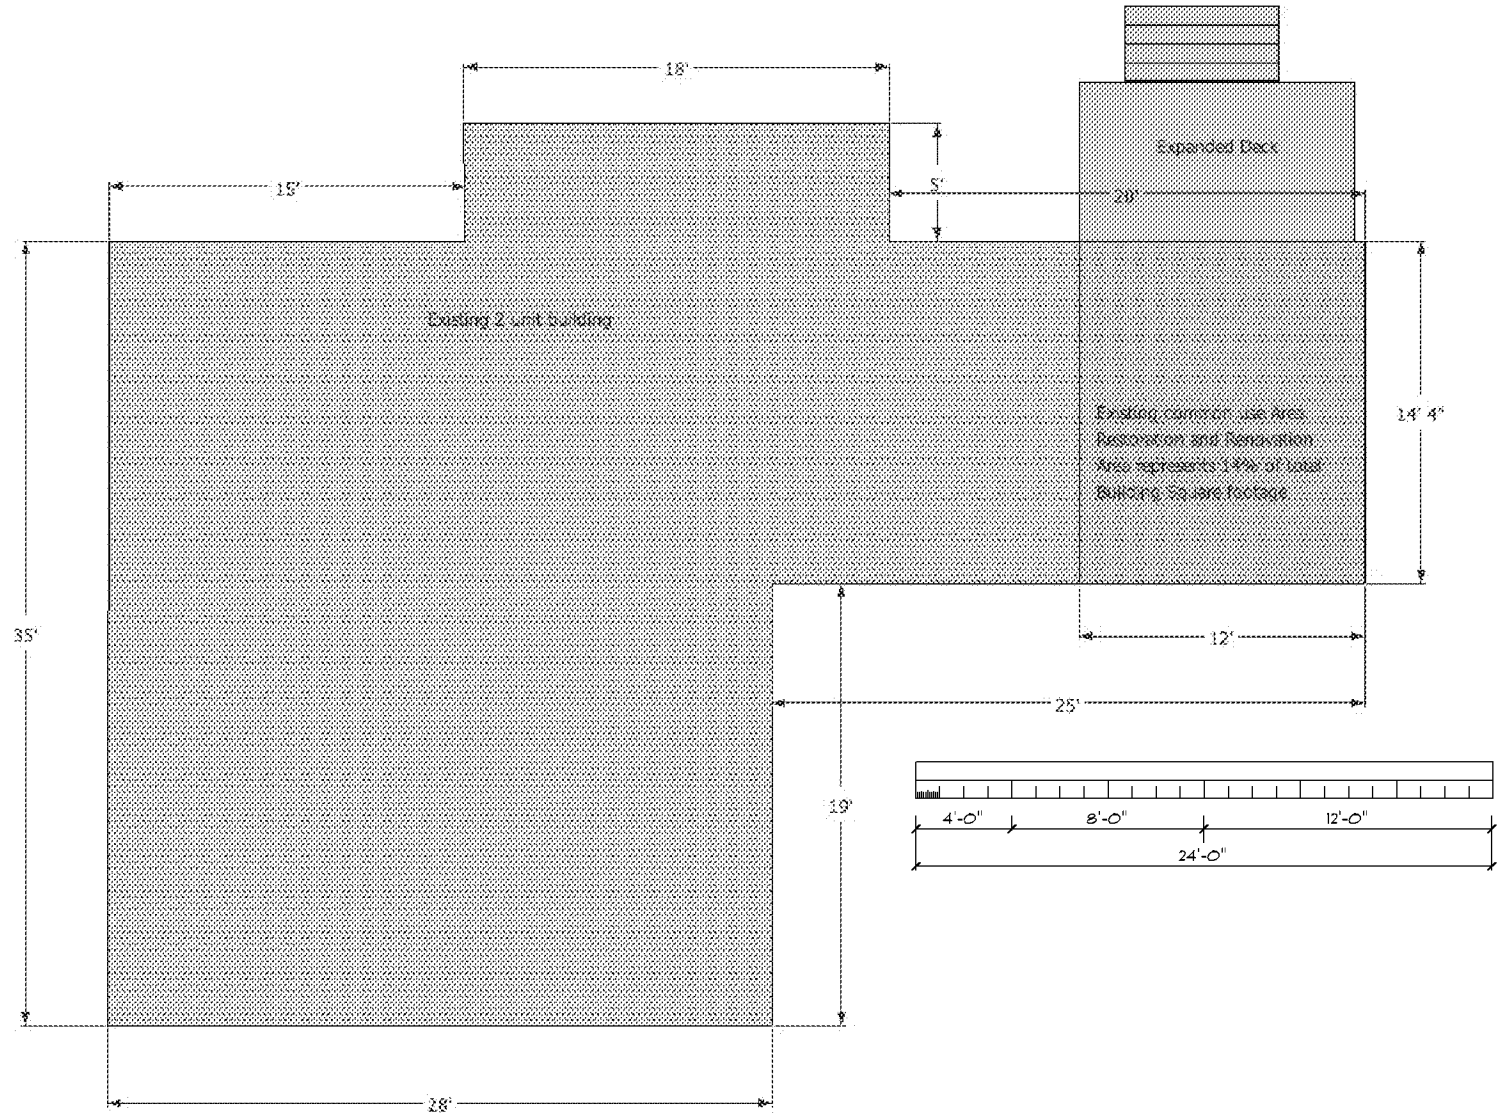 18'
Expanded Deck
15'
5'
20'
Existing 2 unit building
Existing common use Area
Restoration and Renovation
Area represents 14% of total
Building Square footage
14' 4"
35'
12'
25'
19'
4'-0"
8'-0"
12'-0"
24'-0"
28'